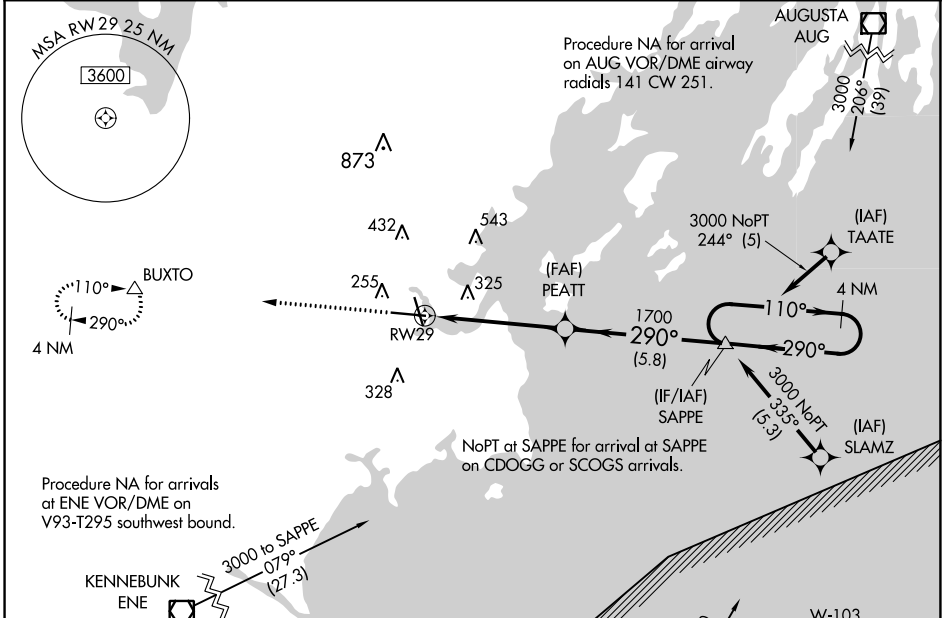 MSA RW29 25 NM
3600
AUGUSTA
AUG
Procedure NA for arrival
on AUG VOR/DME airway
radials 141 CW 251.
3000
206°
(39)
873
432
543
3000 NoPT
244° (5)
(IAF)
TAATE
BUXTO
110°
290°
4 NM
255
325
(FAF)
PEATT
4 NM
110°
RW29
1700
290°
(5.8)
290°
328
(IF/IAF)
SAPPE
3000 NoPT
335°
(5.3)
(IAF)
SLAMZ
NoPT at SAPPE for arrival at SAPPE
on CDOGG or SCOGS arrivals.
Procedure NA for arrivals
at ENE VOR/DME on
V93-T295 southwest bound.
3000 to SAPPE
079°
(27.3)
KENNEBUNK
ENE
W-103